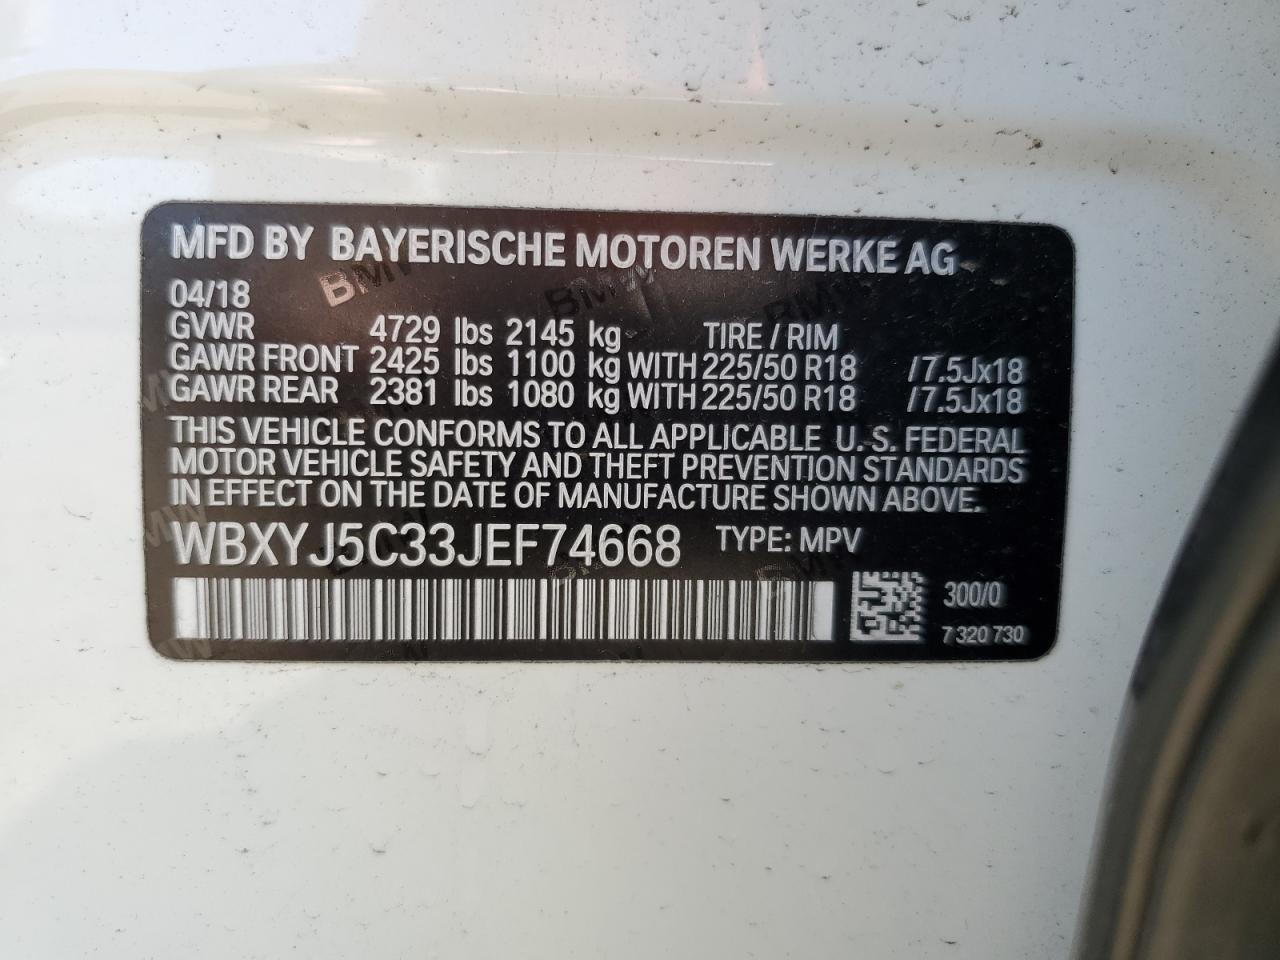 MFD BY BAYERISCHE MOTOREN WERKE AG
04/18
GVWR 4729 lbs 2145 kg TIRE / RIM
GAWR FRONT 2425 lbs 1100 kg WITH 225/50 R18 /7.5Jx18
GAWR REAR 2381 lbs 1080 kg WITH 225/50 R18 /7.5Jx18
THIS VEHICLE CONFORMS TO ALL APPLICABLE U. S. FEDERAL
MOTOR VEHICLE SAFETY AND THEFT PREVENTION STANDARDS
IN EFFECT ON THE DATE OF MANUFACTURE SHOWN ABOVE.
WBXYJ5C33JEF74668 TYPE: MPV
300/0
7 320 730